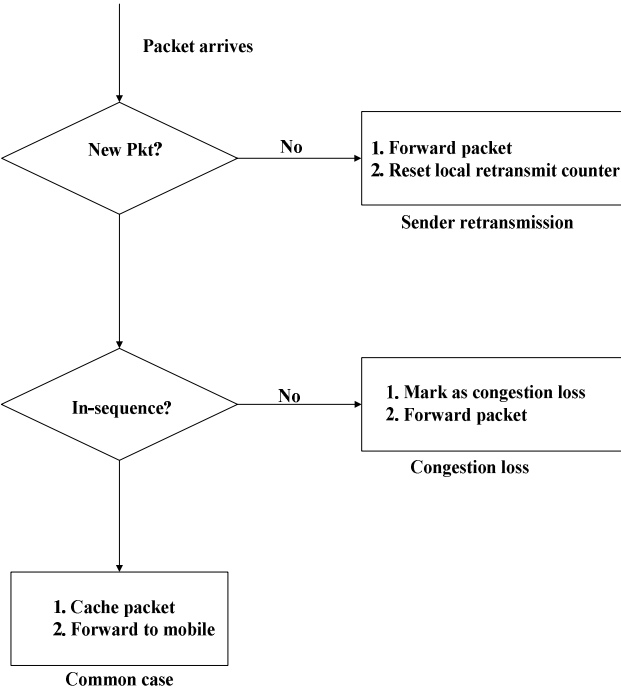 Packet arrives
New Pkt?
No
1. Forward packet
2. Reset local retransmit counter
Sender retransmission
In-sequence?
No
1. Mark as congestion loss
2. Forward packet
Congestion loss
1. Cache packet
2. Forward to mobile
Common case